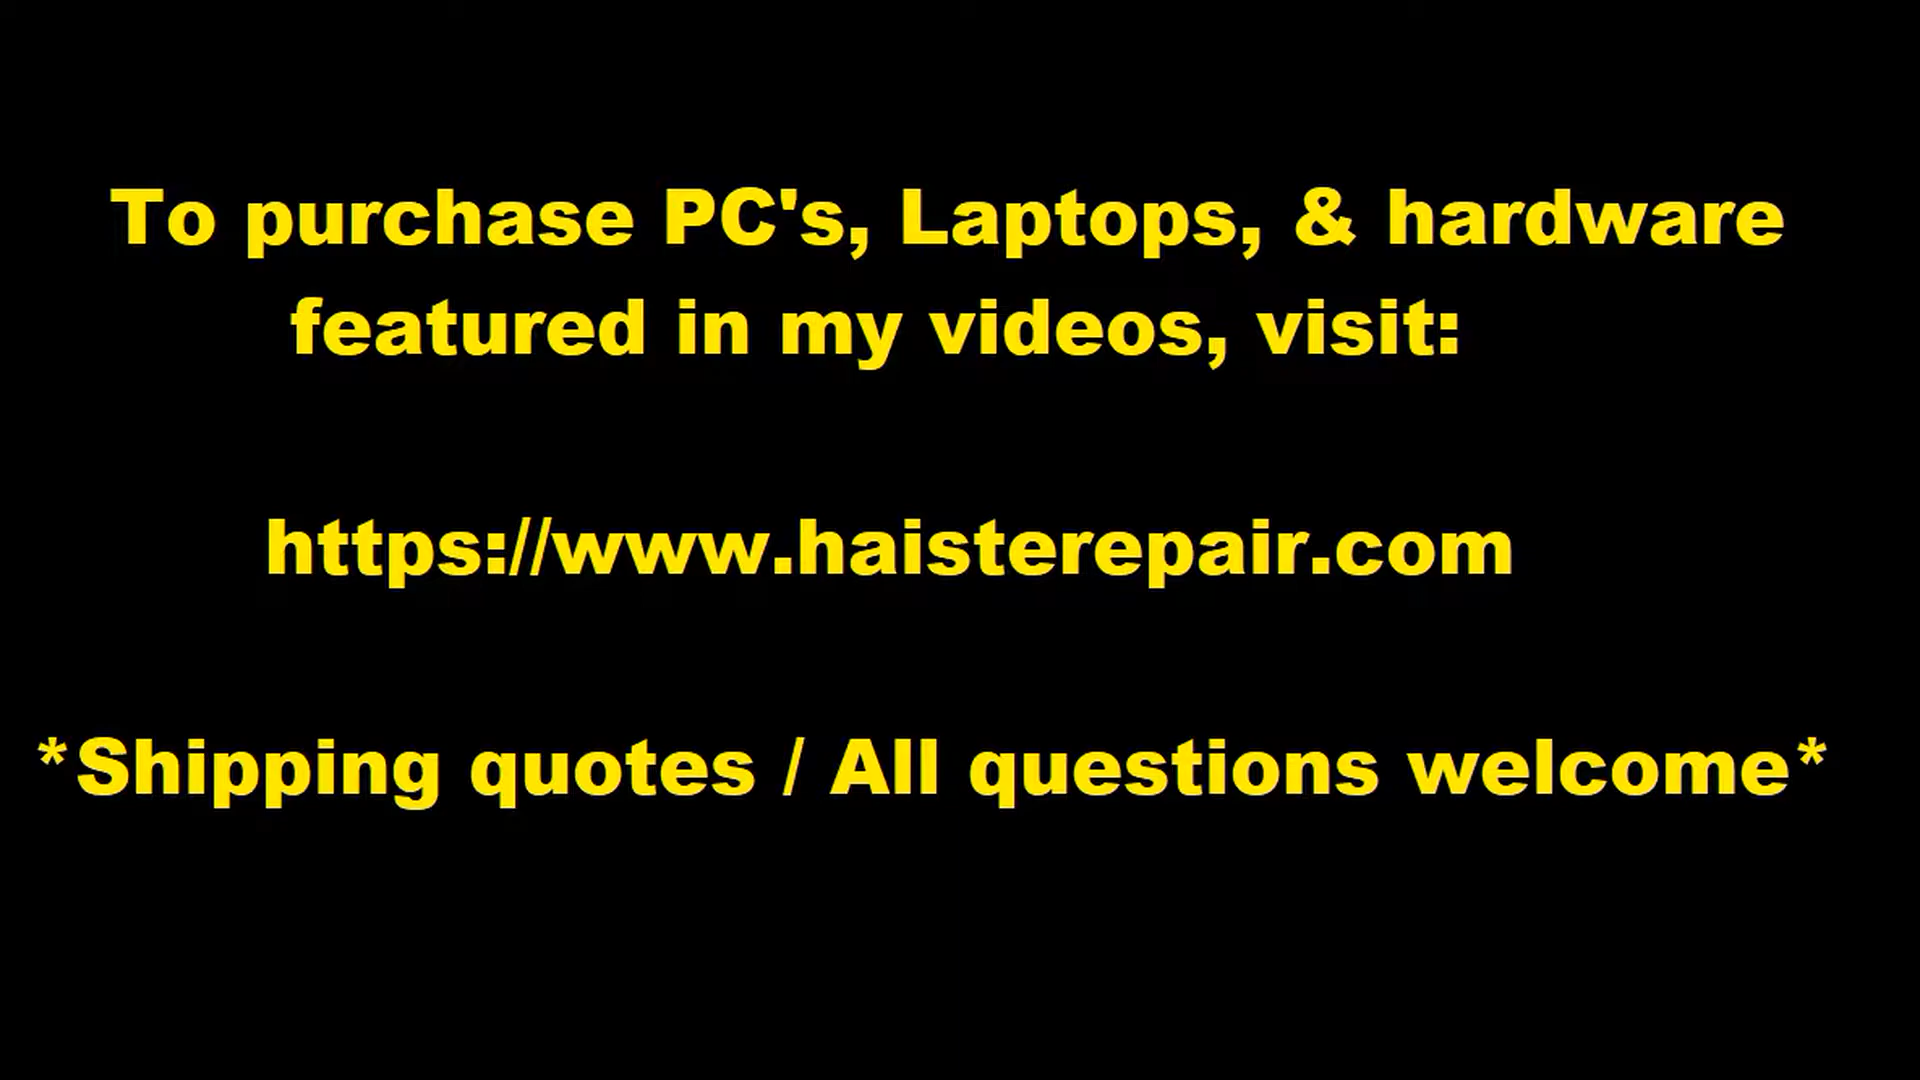 To purchase PC's, Laptops, & hardware
featured in my videos, visit:
https://www.haisterepair.com
*Shipping quotes / All questions welcome*